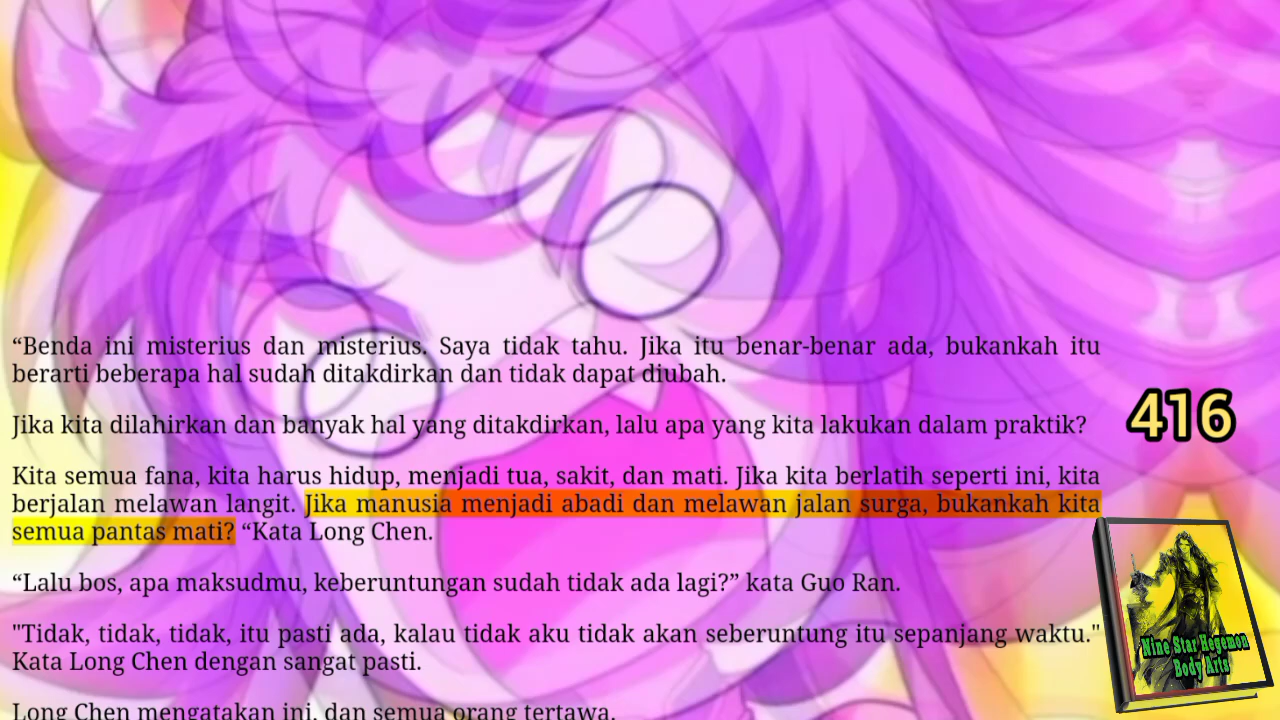 “Benda ini misterius dan misterius. Saya tidak tahu. Jika itu benar-benar ada, bukankah itu
berarti beberapa hal sudah ditakdirkan dan tidak dapat diubah.
Jika kita dilahirkan dan banyak hal yang ditakdirkan, lalu apa yang kita lakukan dalam praktik?
Kita semua fana, kita harus hidup, menjadi tua, sakit, dan mati. Jika kita berlatih seperti ini, kita
berjalan melawan langit. Jika manusia menjadi abadi dan melawan jalan surga, bukankah kita
semua pantas mati? “Kata Long Chen.
“Lalu bos, apa maksudmu, keberuntungan sudah tidak ada lagi?” kata Guo Ran.
"Tidak, tidak, tidak, itu pasti ada, kalau tidak aku tidak akan seberuntung itu sepanjang waktu."
Kata Long Chen dengan sangat pasti.
Long Chen mengatakan ini, dan semua orang tertawa.
416
Nine Star Hegemon
Body Arts